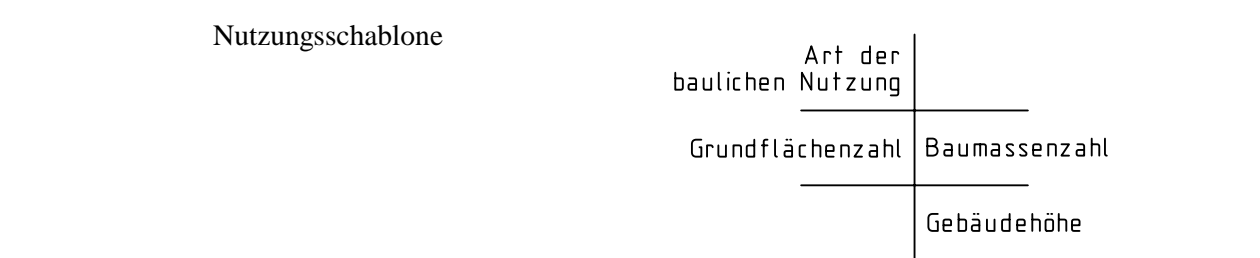 Nutzungsschablone
Art der
baulichen Nutzung
Grundflächenzahl Baumassenzahl
Gebäudehöhe